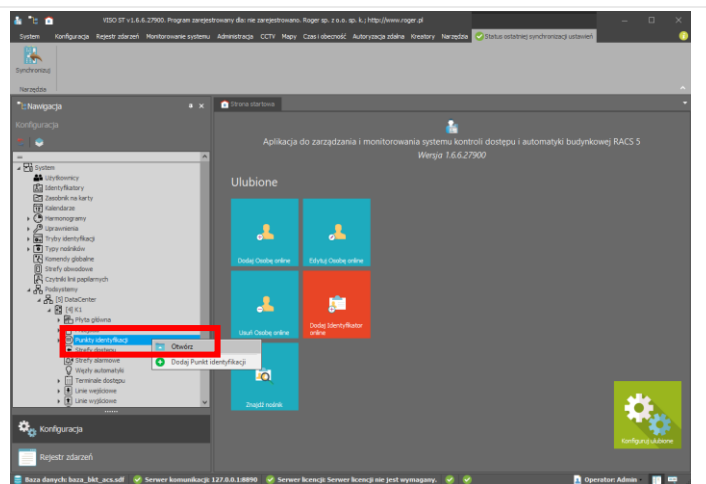 VISO ST v1.6.6.27900. Program zarejestrowany dla: nie zarejestrowano. Roger sp. z o.o. sp. k.; http://www.roger.pl
System Konfiguracja Rejestr zdarzeń Monitorowanie systemu Administracja CCTV Mapy Czas i obecność Autoryzacja zdalna Kreatory Narzędzia Status ostatniej synchronizacji ustawień
Synchronizuj
Narzędzia
Nawigacja
Strona startowa
Konfiguracja
Aplikacja do zarządzania i monitorowania systemu kontroli dostępu i automatyki budynkowej RACS 5
Wersja 1.6.6.27900
System
Użytkownicy
Identyfikatory
Zasobnik na karty
Kalendarze
Harmonogramy
Uprawnienia
Tryby identyfikacji
Typy nośników
Komendy globalne
Strefy obwodowe
Czytniki linii papilarnych
Podsystemy
[5] DataCenter
[4] K1
Płyta główna
Punkty identyfikacji
Strefy dostępu
Strefy alarmowe
Węzły automatyki
Terminale dostępu
Linie wejściowe
Linie wyjściowe
Otwórz
Dodaj Punkt identyfikacji
Ulubione
Dodaj Osobę online
Edytuj Osobę online
Usuń Osobę online
Dodaj Identyfikator online
Znajdź nośnik
Konfiguruj ulubione
Konfiguracja
Rejestr zdarzeń
Baza danych: baza_bkt_acs.sdf Serwer komunikacji: 127.0.0.1:8890 Serwer licencji: Serwer licencji nie jest wymagany. Operator: Admin